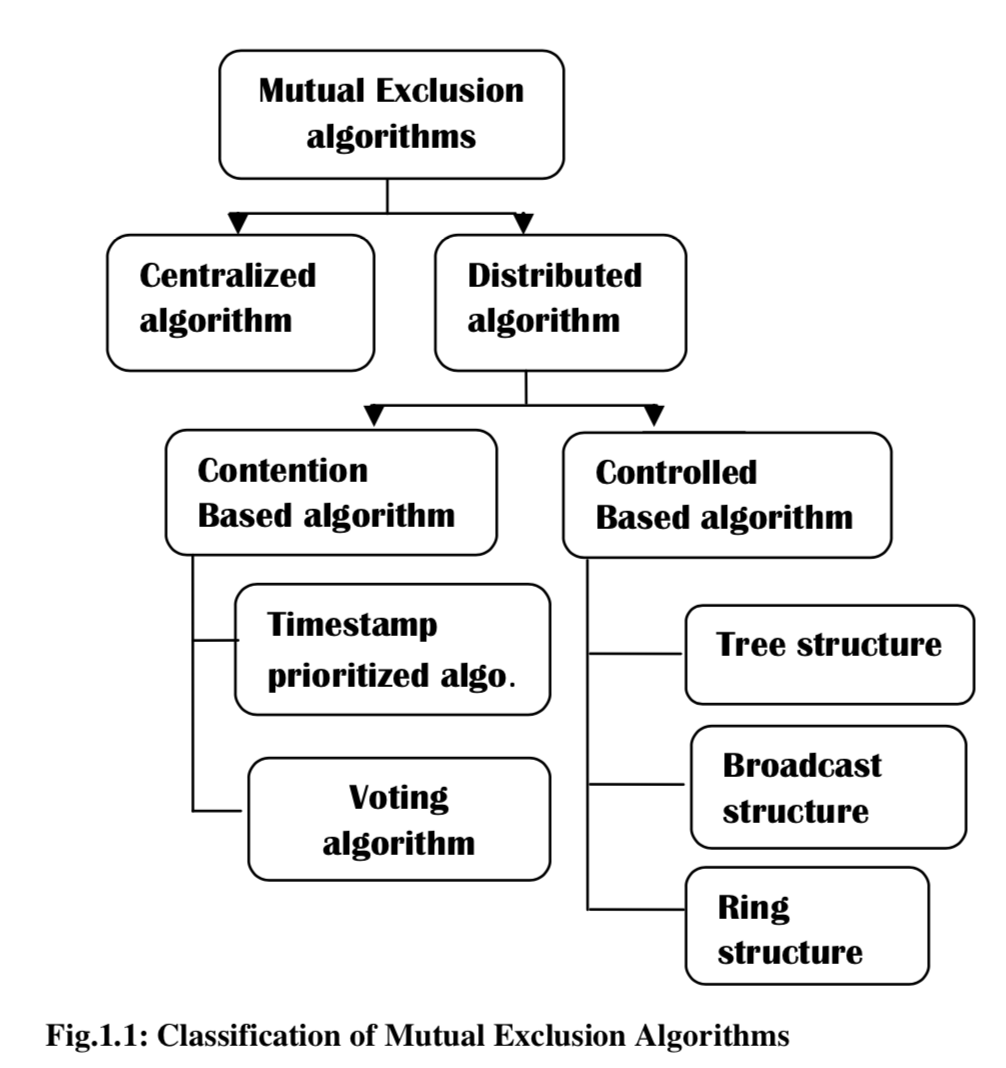 Mutual Exclusion
algorithms
Centralized
algorithm
Distributed
algorithm
Contention
Based algorithm
Controlled
Based algorithm
Timestamp
prioritized algo.
Voting
algorithm
Tree structure
Broadcast
structure
Ring
structure
Fig.1.1: Classification of Mutual Exclusion Algorithms